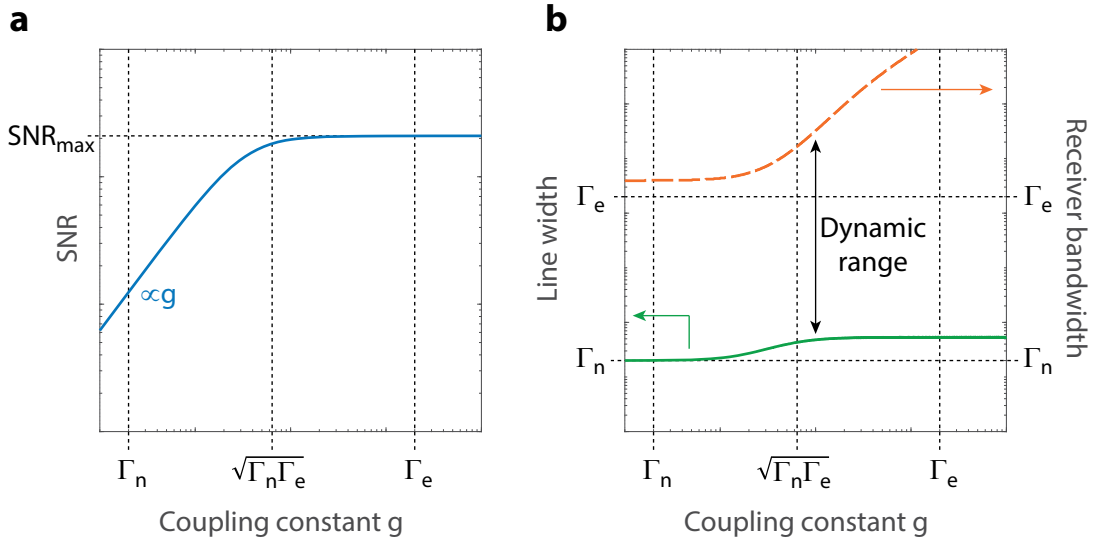 a
SNR
SNRmax
∝g
Γn
√ΓnΓe
Γe
Coupling constant g
b
Line width
Γe
Γn
Dynamic
range
Γe
Γn
Receiver bandwidth
Γn
√ΓnΓe
Γe
Coupling constant g